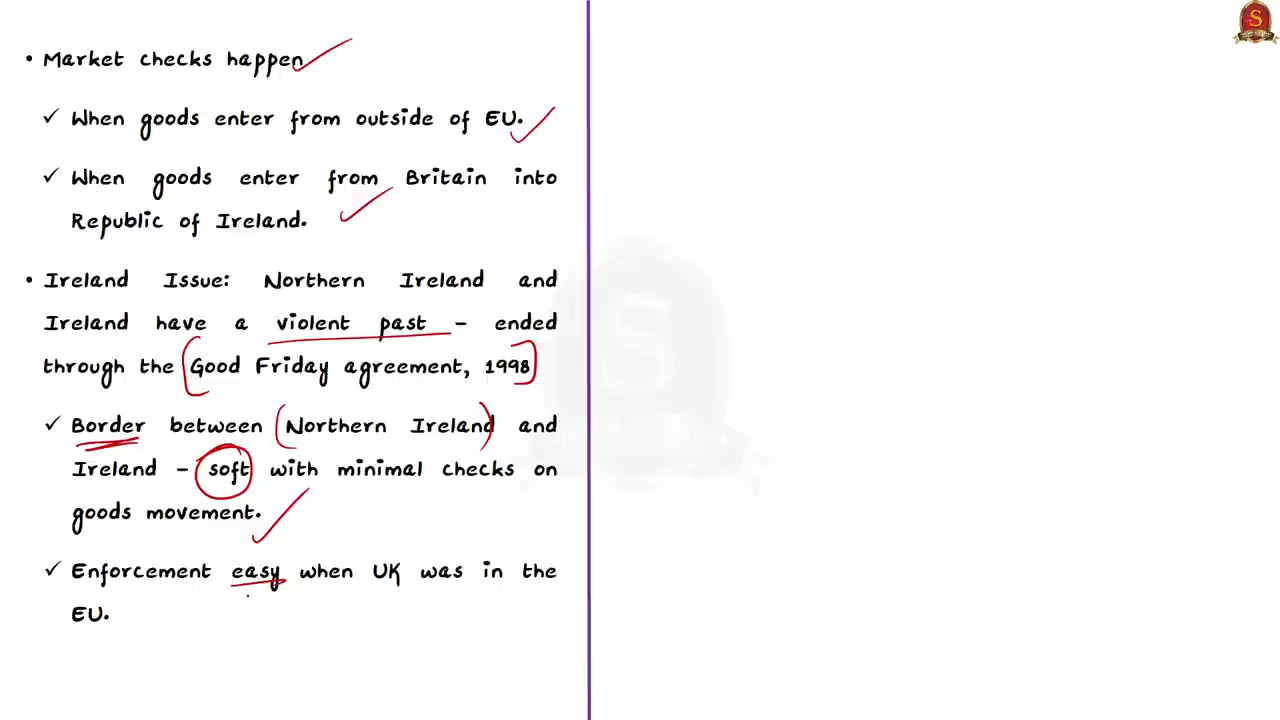 • Market checks happen
✓ When goods enter from outside of EU.
✓ When goods enter from Britain into
Republic of Ireland.
• Ireland Issue: Northern Ireland and
Ireland have a violent past - ended
through the Good Friday agreement, 1998
✓ Border between Northern Ireland and
Ireland - soft with minimal checks on
goods movement.
✓ Enforcement easy when UK was in the
EU.
S
S